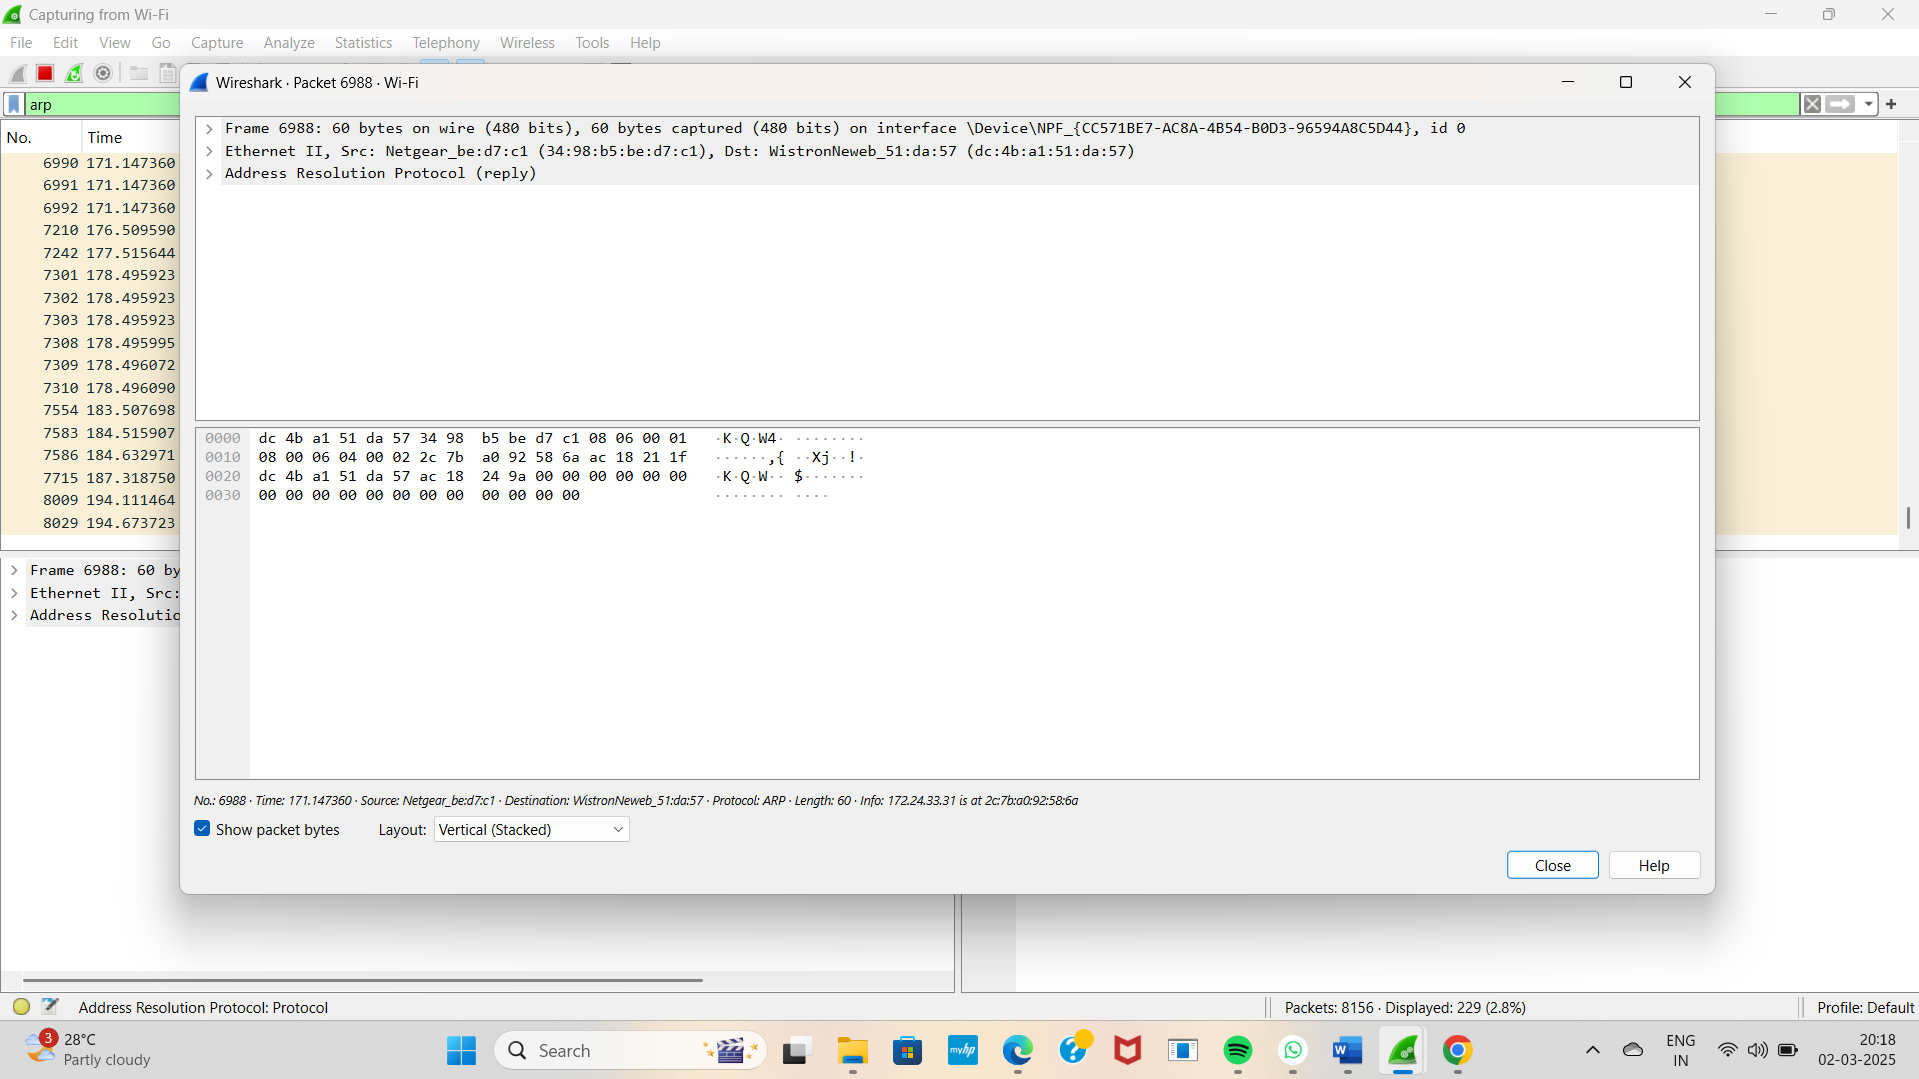 Capturing from Wi-Fi
File Edit View Go Capture Analyze Statistics Telephony Wireless Tools Help
Wireshark · Packet 6988 · Wi-Fi
arp
No. Time
6990 171.147360
6991 171.147360
6992 171.147360
7210 176.509590
7242 177.515644
7301 178.495923
7302 178.495923
7303 178.495923
7308 178.495995
7309 178.496072
7310 178.496090
7554 183.507698
7583 184.515907
7586 184.632971
7715 187.318750
8009 194.111464
8029 194.673723
Frame 6988: 60 bytes on wire (480 bits), 60 bytes captured (480 bits) on interface \Device\NPF_{CC571BE7-AC8A-4B54-B0D3-96594A8C5D44}, id 0
Ethernet II, Src: Netgear_be:d7:c1 (34:98:b5:be:d7:c1), Dst: WistronNeweb_51:da:57 (dc:4b:a1:51:da:57)
Address Resolution Protocol (reply)
0000 dc 4b a1 51 da 57 34 98 b5 be d7 c1 08 06 00 01 ·K·Q·W4· ········
0010 08 00 06 04 00 02 2c 7b a0 92 58 6a ac 18 21 1f ······,{ ··Xj··!·
0020 dc 4b a1 51 da 57 ac 18 24 9a 00 00 00 00 00 00 ·K·Q·W·· $·······
0030 00 00 00 00 00 00 00 00 00 00 00 00 ········ ····
Frame 6988: 60 by
Ethernet II, Src:
Address Resolutio
No.: 6988 · Time: 171.147360 · Source: Netgear_be:d7:c1 · Destination: WistronNeweb_51:da:57 · Protocol: ARP · Length: 60 · Info: 172.24.33.31 is at 2c:7b:a0:92:58:6a
Show packet bytes Layout: Vertical (Stacked)
Close Help
Address Resolution Protocol: Protocol
Packets: 8156 · Displayed: 229 (2.8%)
Profile: Default
3
28°C
Partly cloudy
Search
myhp
W
ENG
IN
20:18
02-03-2025